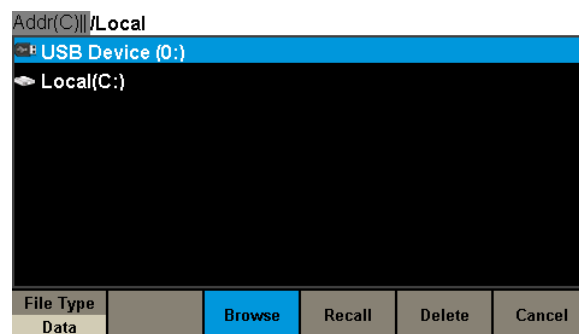 Addr(C)|| /Local
USB Device (0:)
Local(C:)
File Type
Data
Browse
Recall
Delete
Cancel